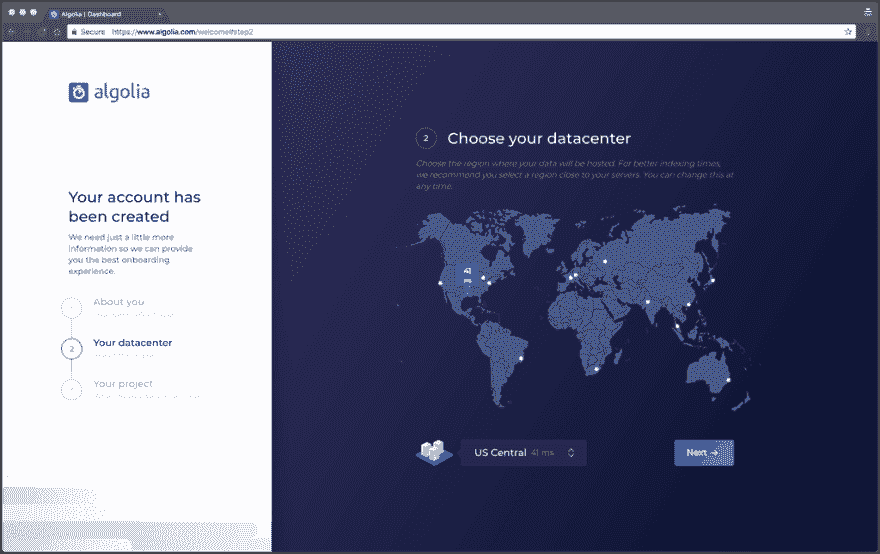 Algolia | Dashboard
Secure
https://www.algolia.com/welcome#step2
algolia
Your account has
been created
We need just a little more
information so we can provide
you the best onboarding
experience.
About you
2
Your datacenter
Your project
2
Choose your datacenter
Choose the region where your data will be hosted. For better indexing times,
we recommend you select a region close to your servers. You can change this at
any time.
41
US Central
41 ms
Next →